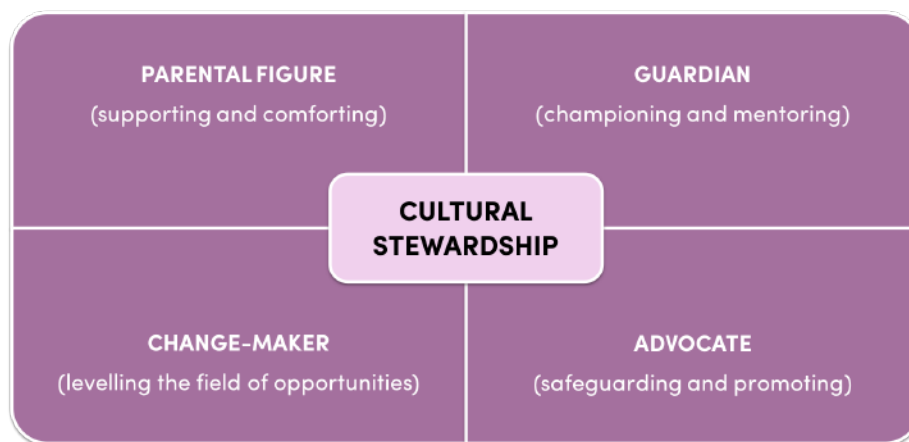 PARENTAL FIGURE
(supporting and comforting)
GUARDIAN
(championing and mentoring)
CULTURAL
STEWARDSHIP
CHANGE-MAKER
(levelling the field of opportunities)
ADVOCATE
(safeguarding and promoting)